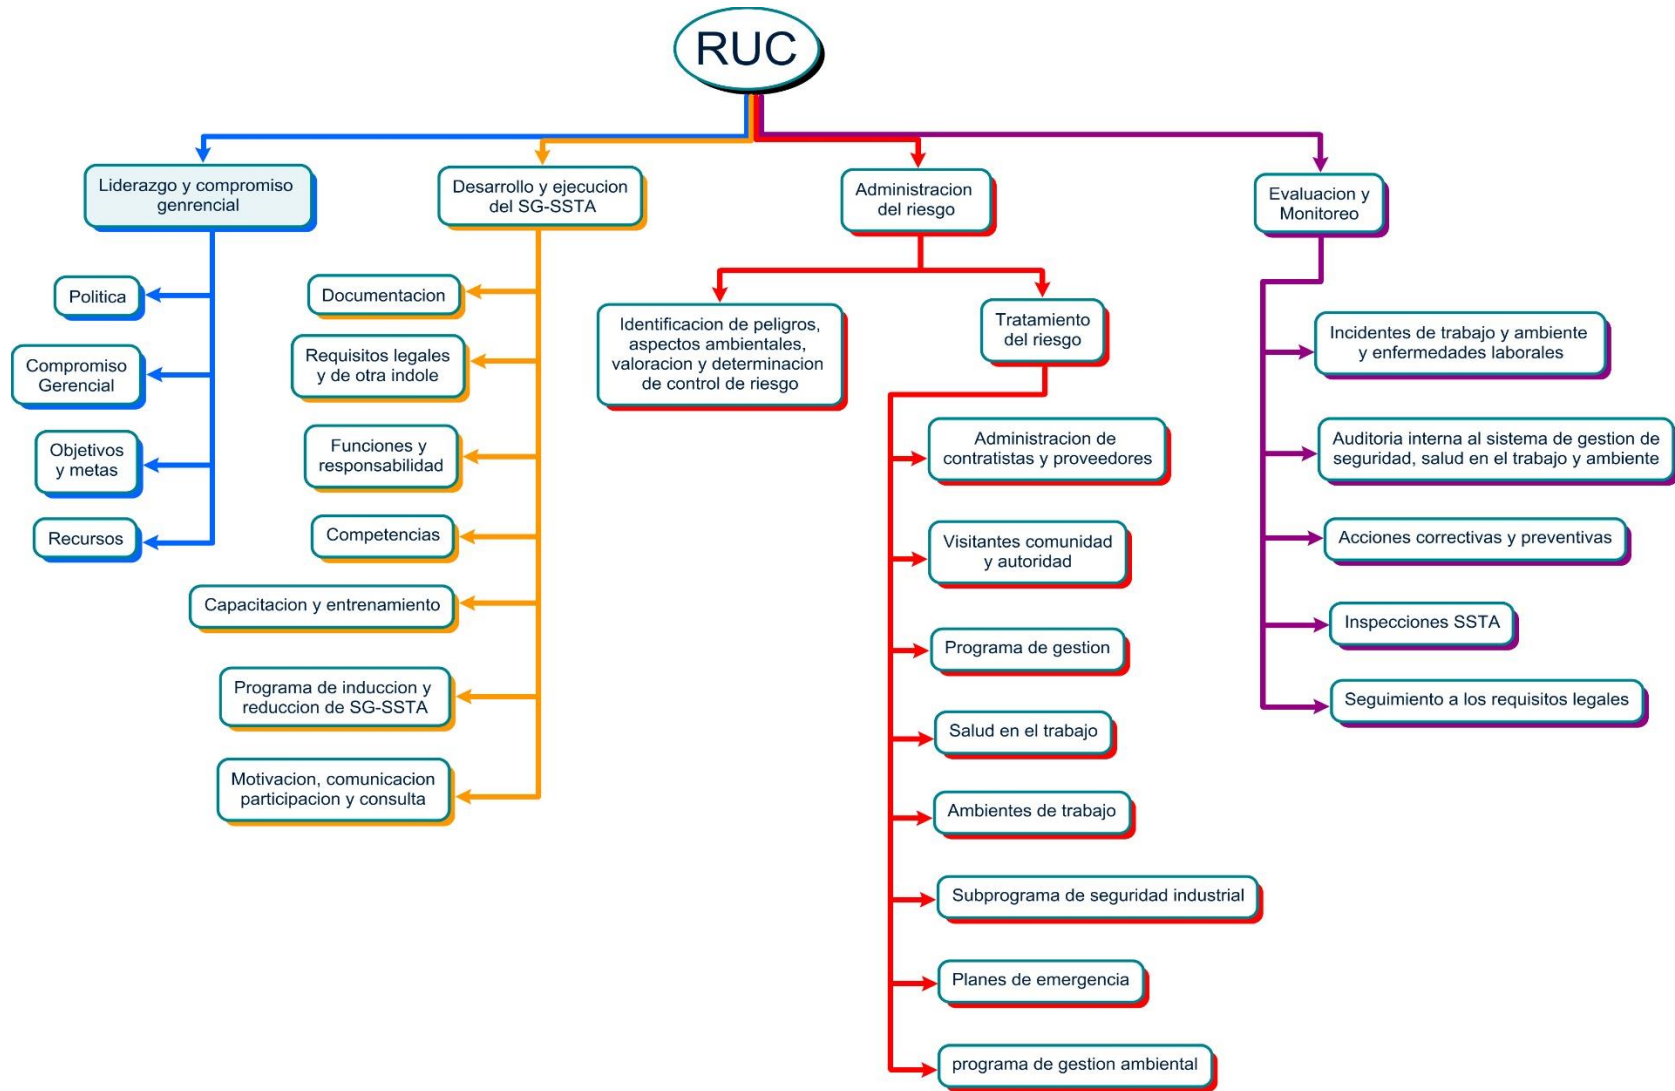 RUC
Liderazgo y compromiso
genrencial
Politica
Compromiso
Gerencial
Objetivos
y metas
Recursos
Desarrollo y ejecucion
del SG-SSTA
Documentacion
Requisitos legales
y de otra indole
Funciones y
responsabilidad
Competencias
Capacitacion y entrenamiento
Programa de induccion y
reduccion de SG-SSTA
Motivacion, comunicacion
participacion y consulta
Administracion
del riesgo
Identificacion de peligros,
aspectos ambientales,
valoracion y determinacion
de control de riesgo
Tratamiento
del riesgo
Administracion de
contratistas y proveedores
Visitantes comunidad
y autoridad
Programa de gestion
Salud en el trabajo
Ambientes de trabajo
Subprograma de seguridad industrial
Planes de emergencia
programa de gestion ambiental
Evaluacion y
Monitoreo
Incidentes de trabajo y ambiente
y enfermedades laborales
Auditoria interna al sistema de gestion de
seguridad, salud en el trabajo y ambiente
Acciones correctivas y preventivas
Inspecciones SSTA
Seguimiento a los requisitos legales